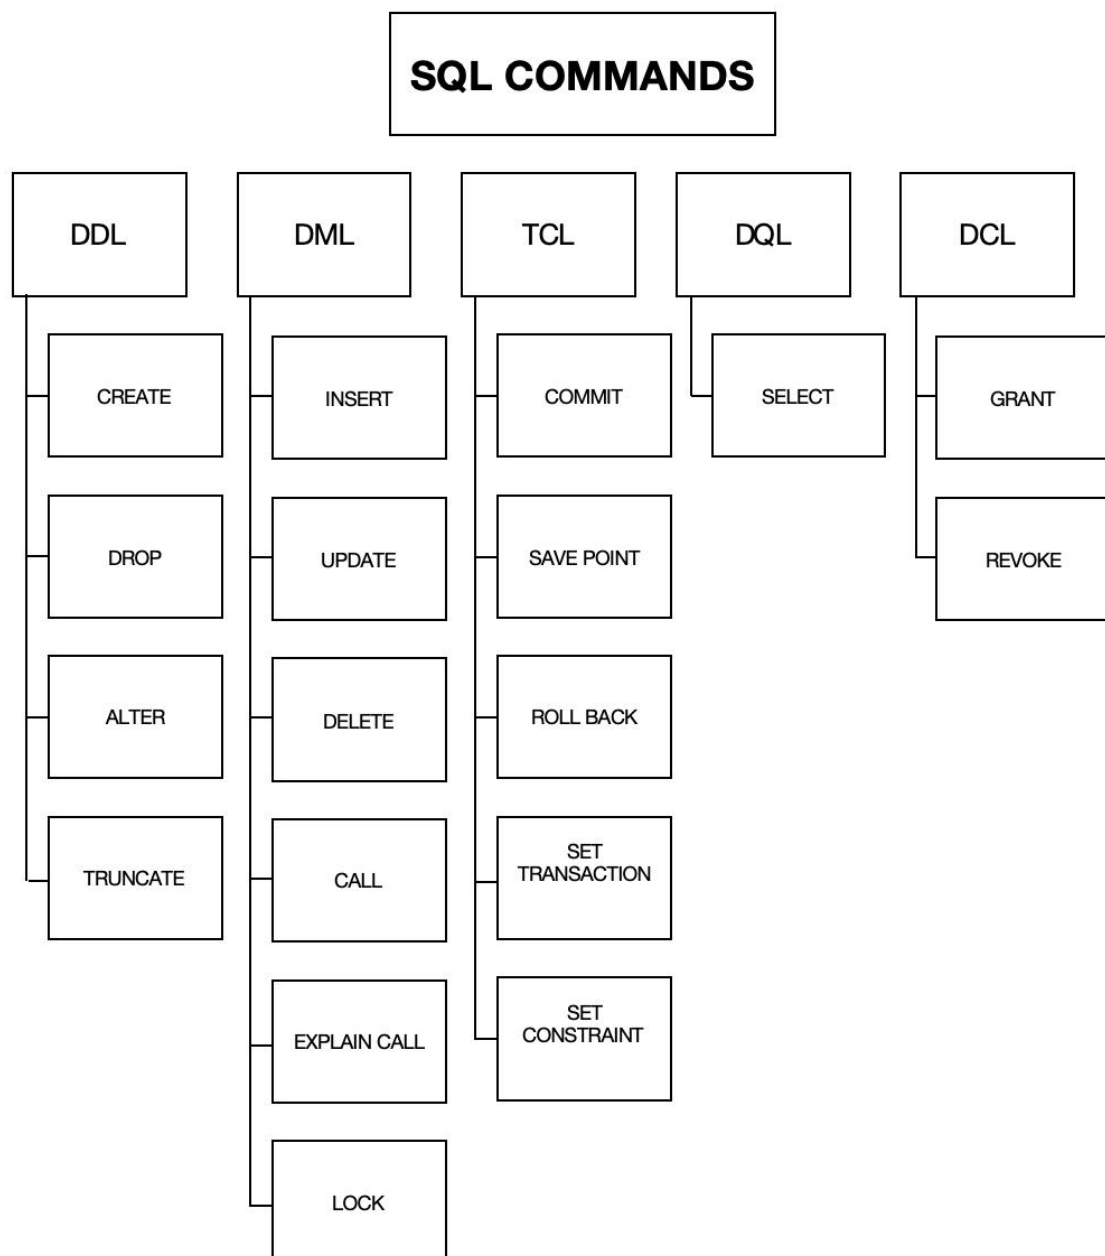 SQL COMMANDS
DDL
DML
TCL
DQL
DCL
CREATE
INSERT
COMMIT
SELECT
GRANT
DROP
UPDATE
SAVE POINT
REVOKE
ALTER
DELETE
ROLL BACK
TRUNCATE
CALL
SET
TRANSACTION
EXPLAIN CALL
SET
CONSTRAINT
LOCK